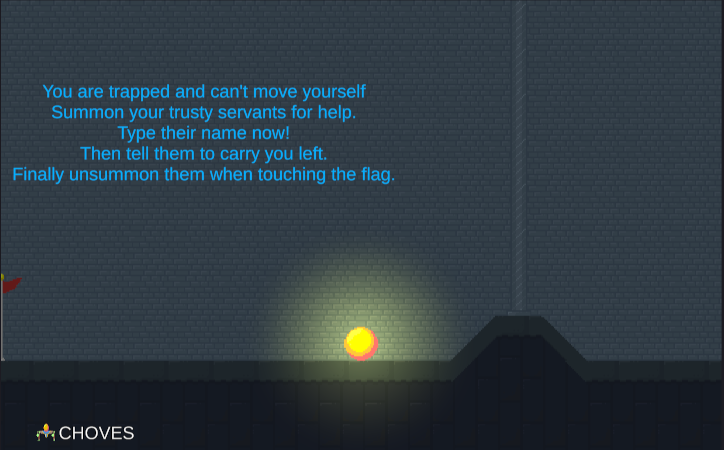 You are trapped and can't move yourself
Summon your trusty servants for help.
Type their name now!
Then tell them to carry you left.
Finally unsummon them when touching the flag.
CHOVES